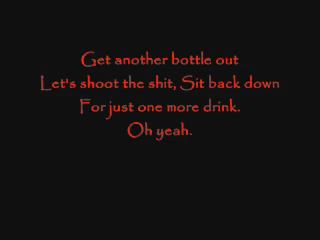 Get another bottle out
Let's shoot the shit, Sit back down
For just one more drink.
Oh yeah.